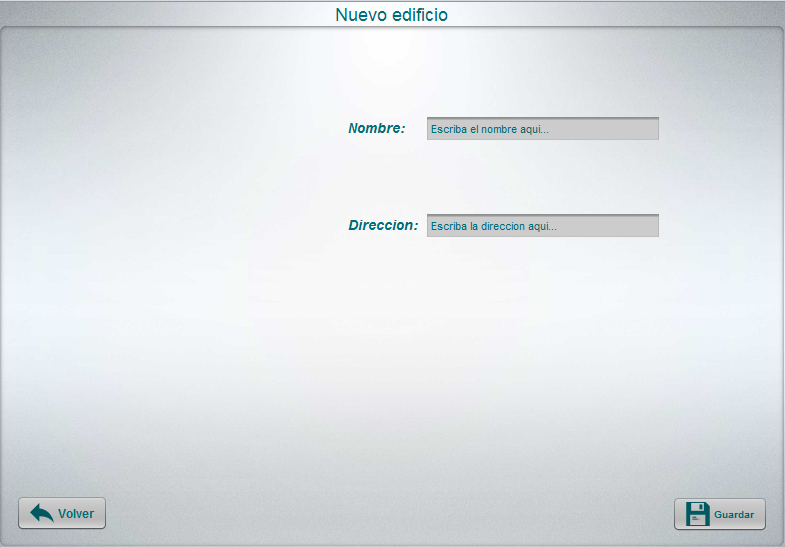 Nuevo edificio
Nombre: Escriba el nombre aqui...
Direccion: Escriba la direccion aqui...
Volver
Guardar